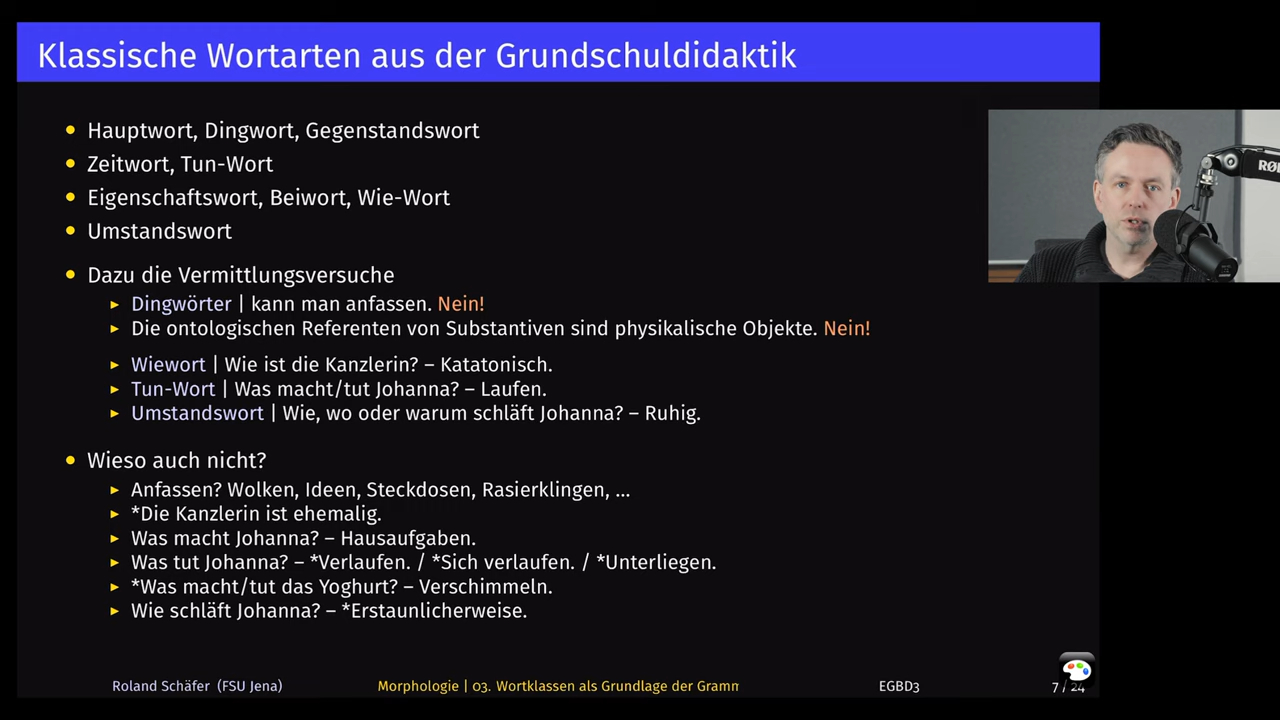 Klassische Wortarten aus der Grundschuldidaktik
Hauptwort, Dingwort, Gegenstandswort
Zeitwort, Tun-Wort
Eigenschaftswort, Beiwort, Wie-Wort
Umstandswort
Dazu die Vermittlungsversuche
Dingwörter | kann man anfassen. Nein!
Die ontologischen Referenten von Substantiven sind physikalische Objekte. Nein!
Wiewort | Wie ist die Kanzlerin? – Katatonisch.
Tun-Wort | Was macht/tut Johanna? – Laufen.
Umstandswort | Wie, wo oder warum schläft Johanna? – Ruhig.
Wieso auch nicht?
Anfassen? Wolken, Ideen, Steckdosen, Rasierklingen, ...
*Die Kanzlerin ist ehemalig.
Was macht Johanna? – Hausaufgaben.
Was tut Johanna? – *Verlaufen. / *Sich verlaufen. / *Unterliegen.
*Was macht/tut das Yoghurt? – Verschimmeln.
Wie schläft Johanna? – *Erstaunlicherweise.
Roland Schäfer (FSU Jena) Morphologie | 03. Wortklassen als Grundlage der Gramm EGBD3 7 / 24